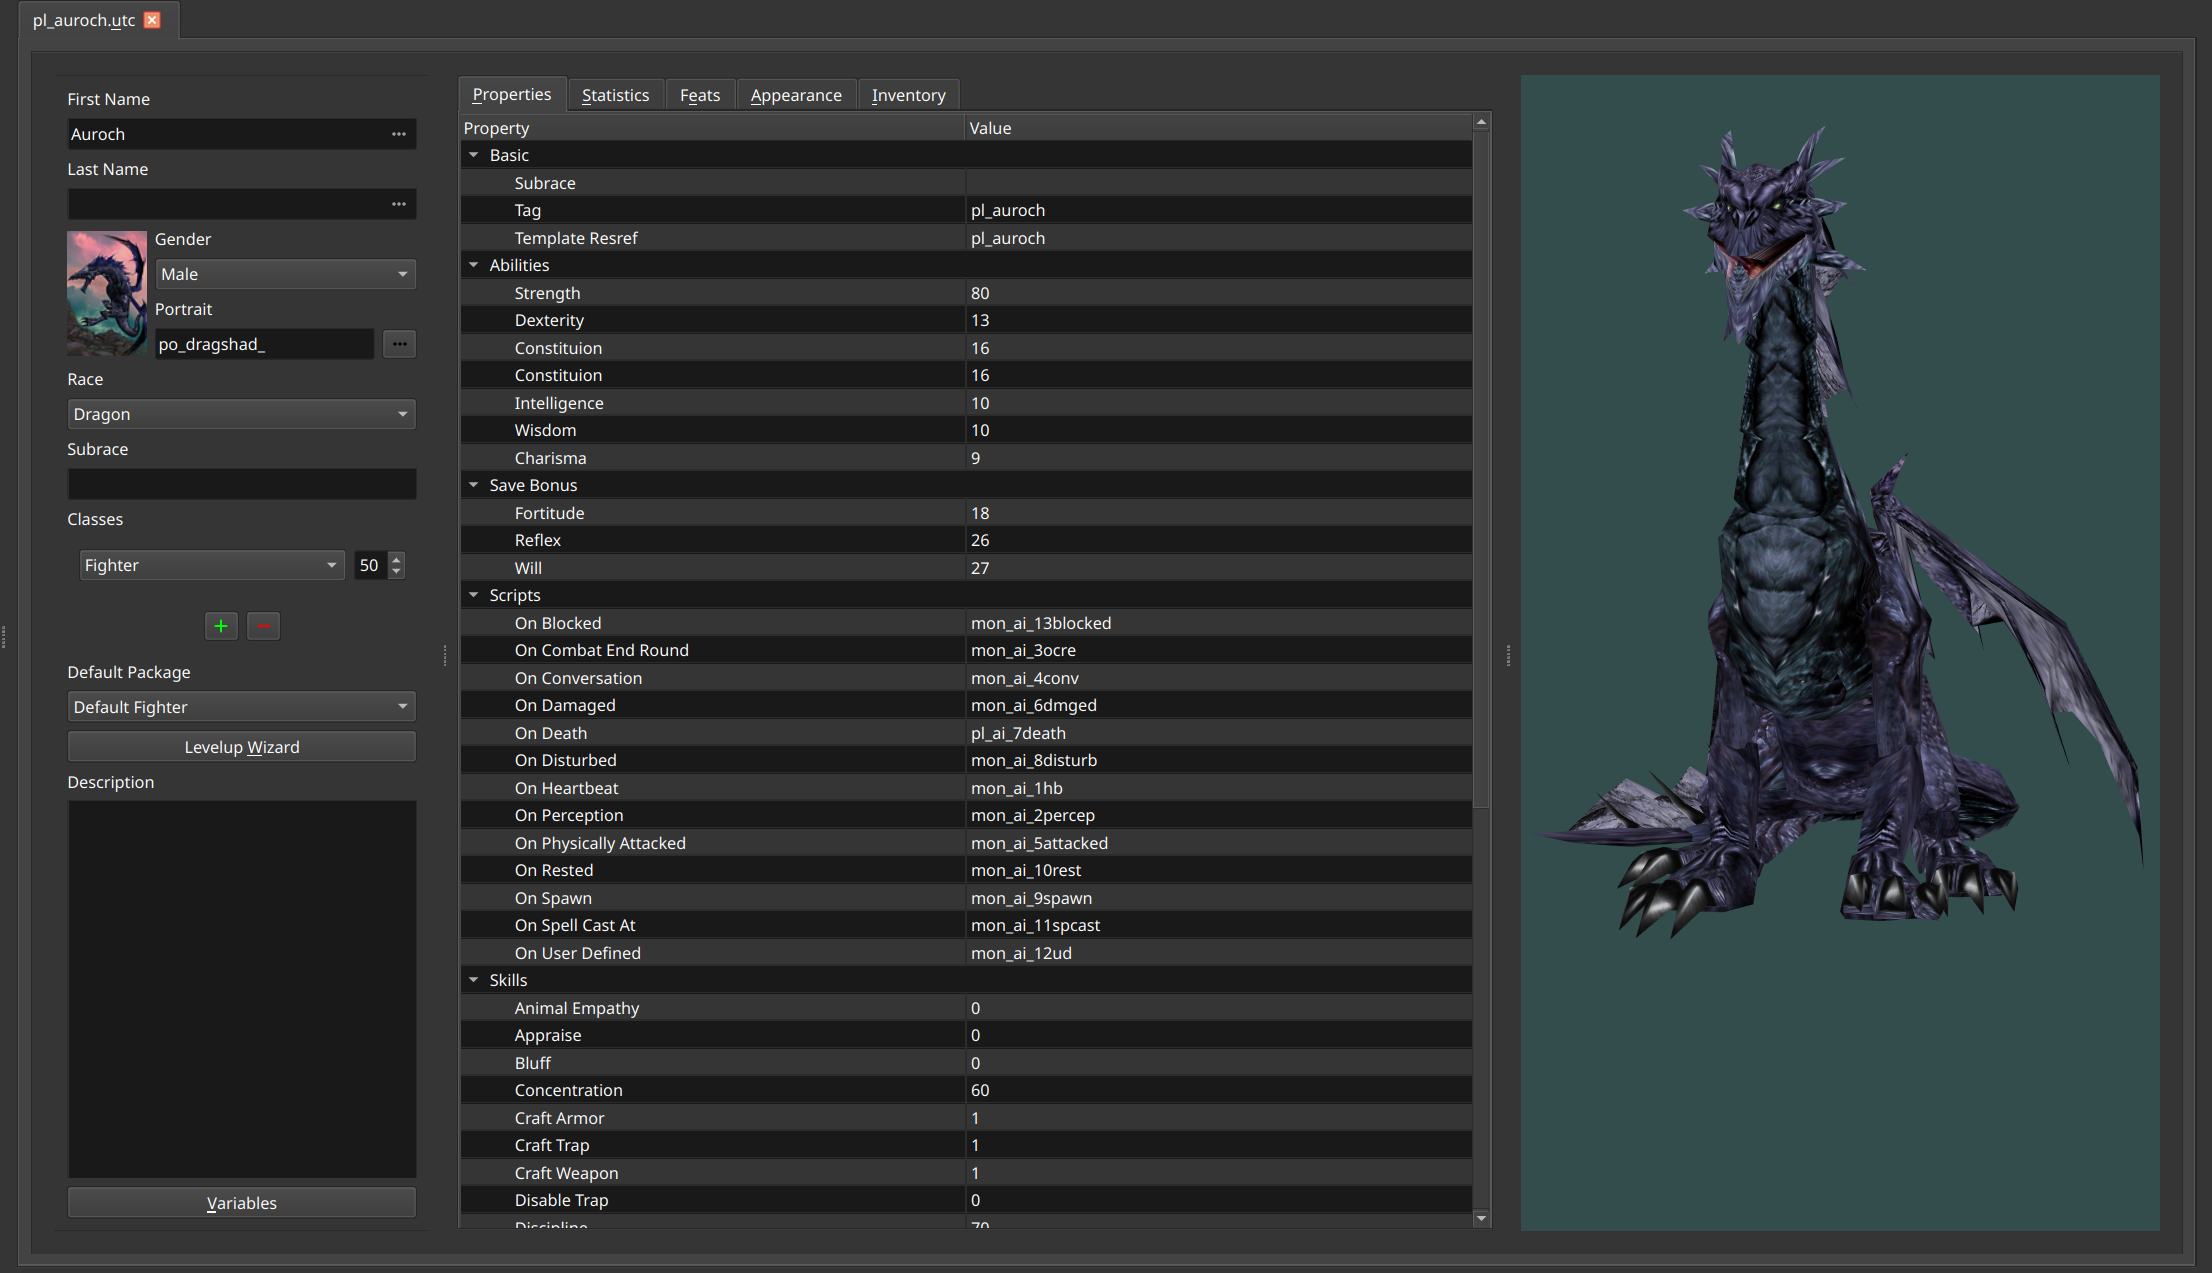 pl_auroch.utc
First Name
Auroch
Last Name
Gender
Male
Portrait
po_dragshad_
Race
Dragon
Subrace
Classes
Fighter 50
Default Package
Default Fighter
Levelup Wizard
Description
Variables
Properties Statistics Feats Appearance Inventory
Property Value
Basic
Subrace
Tag pl_auroch
Template Resref pl_auroch
Abilities
Strength 80
Dexterity 13
Constituion 16
Constituion 16
Intelligence 10
Wisdom 10
Charisma 9
Save Bonus
Fortitude 18
Reflex 26
Will 27
Scripts
On Blocked mon_ai_13blocked
On Combat End Round mon_ai_3ocre
On Conversation mon_ai_4conv
On Damaged mon_ai_6dmged
On Death pl_ai_7death
On Disturbed mon_ai_8disturb
On Heartbeat mon_ai_1hb
On Perception mon_ai_2percep
On Physically Attacked mon_ai_5attacked
On Rested mon_ai_10rest
On Spawn mon_ai_9spawn
On Spell Cast At mon_ai_11spcast
On User Defined mon_ai_12ud
Skills
Animal Empathy 0
Appraise 0
Bluff 0
Concentration 60
Craft Armor 1
Craft Trap 1
Craft Weapon 1
Disable Trap 0
Discipline 70